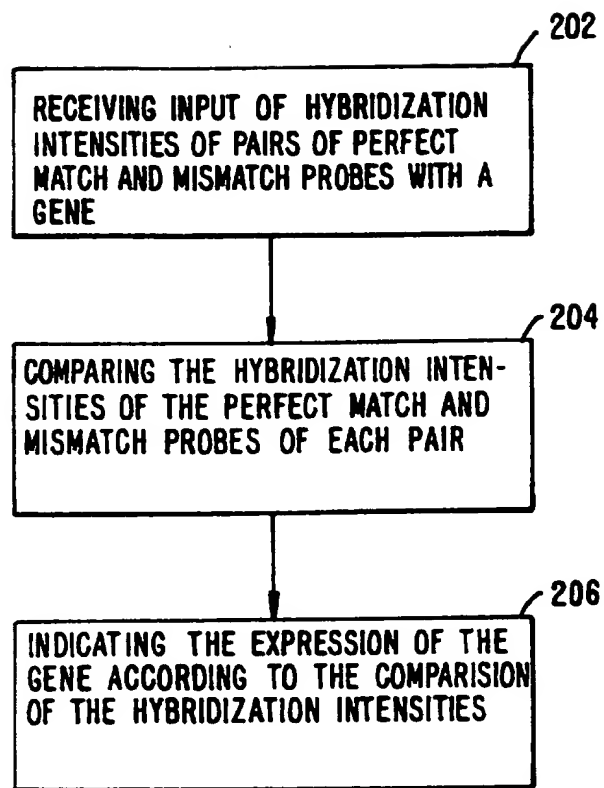 202
RECEIVING INPUT OF HYBRIDIZATION
INTENSITIES OF PAIRS OF PERFECT
MATCH AND MISMATCH PROBES WITH A
GENE
204
COMPARING THE HYBRIDIZATION INTEN-
SITIES OF THE PERFECT MATCH AND
MISMATCH PROBES OF EACH PAIR
206
INDICATING THE EXPRESSION OF THE
GENE ACCORDING TO THE COMPARISION
OF THE HYBRIDIZATION INTENSITIES